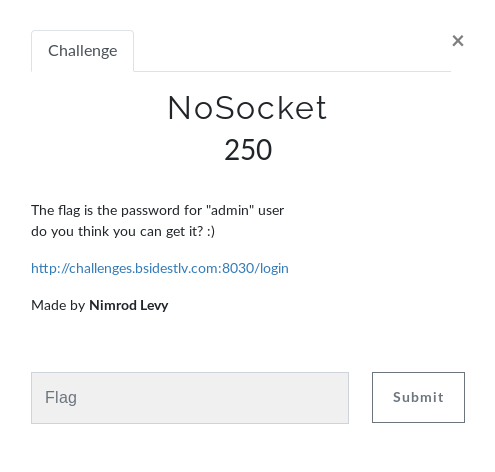 Challenge
×
NoSocket
250
The flag is the password for "admin" user
do you think you can get it? :)
http://challenges.bsidestlv.com:8030/login
Made by Nimrod Levy
Flag
Submit